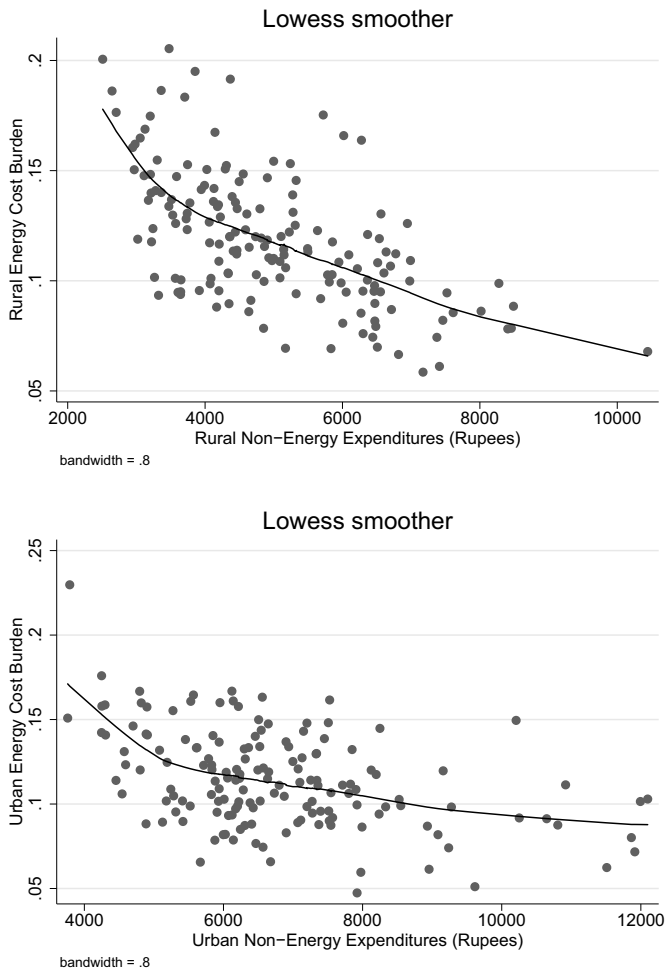 Lowess smoother
.2
.15
.1
.05
Rural Energy Cost Burden
2000 4000 6000 8000 10000
Rural Non−Energy Expenditures (Rupees)
bandwidth = .8
Lowess smoother
.25
.2
.15
.1
.05
Urban Energy Cost Burden
4000 6000 8000 10000 12000
Urban Non−Energy Expenditures (Rupees)
bandwidth = .8